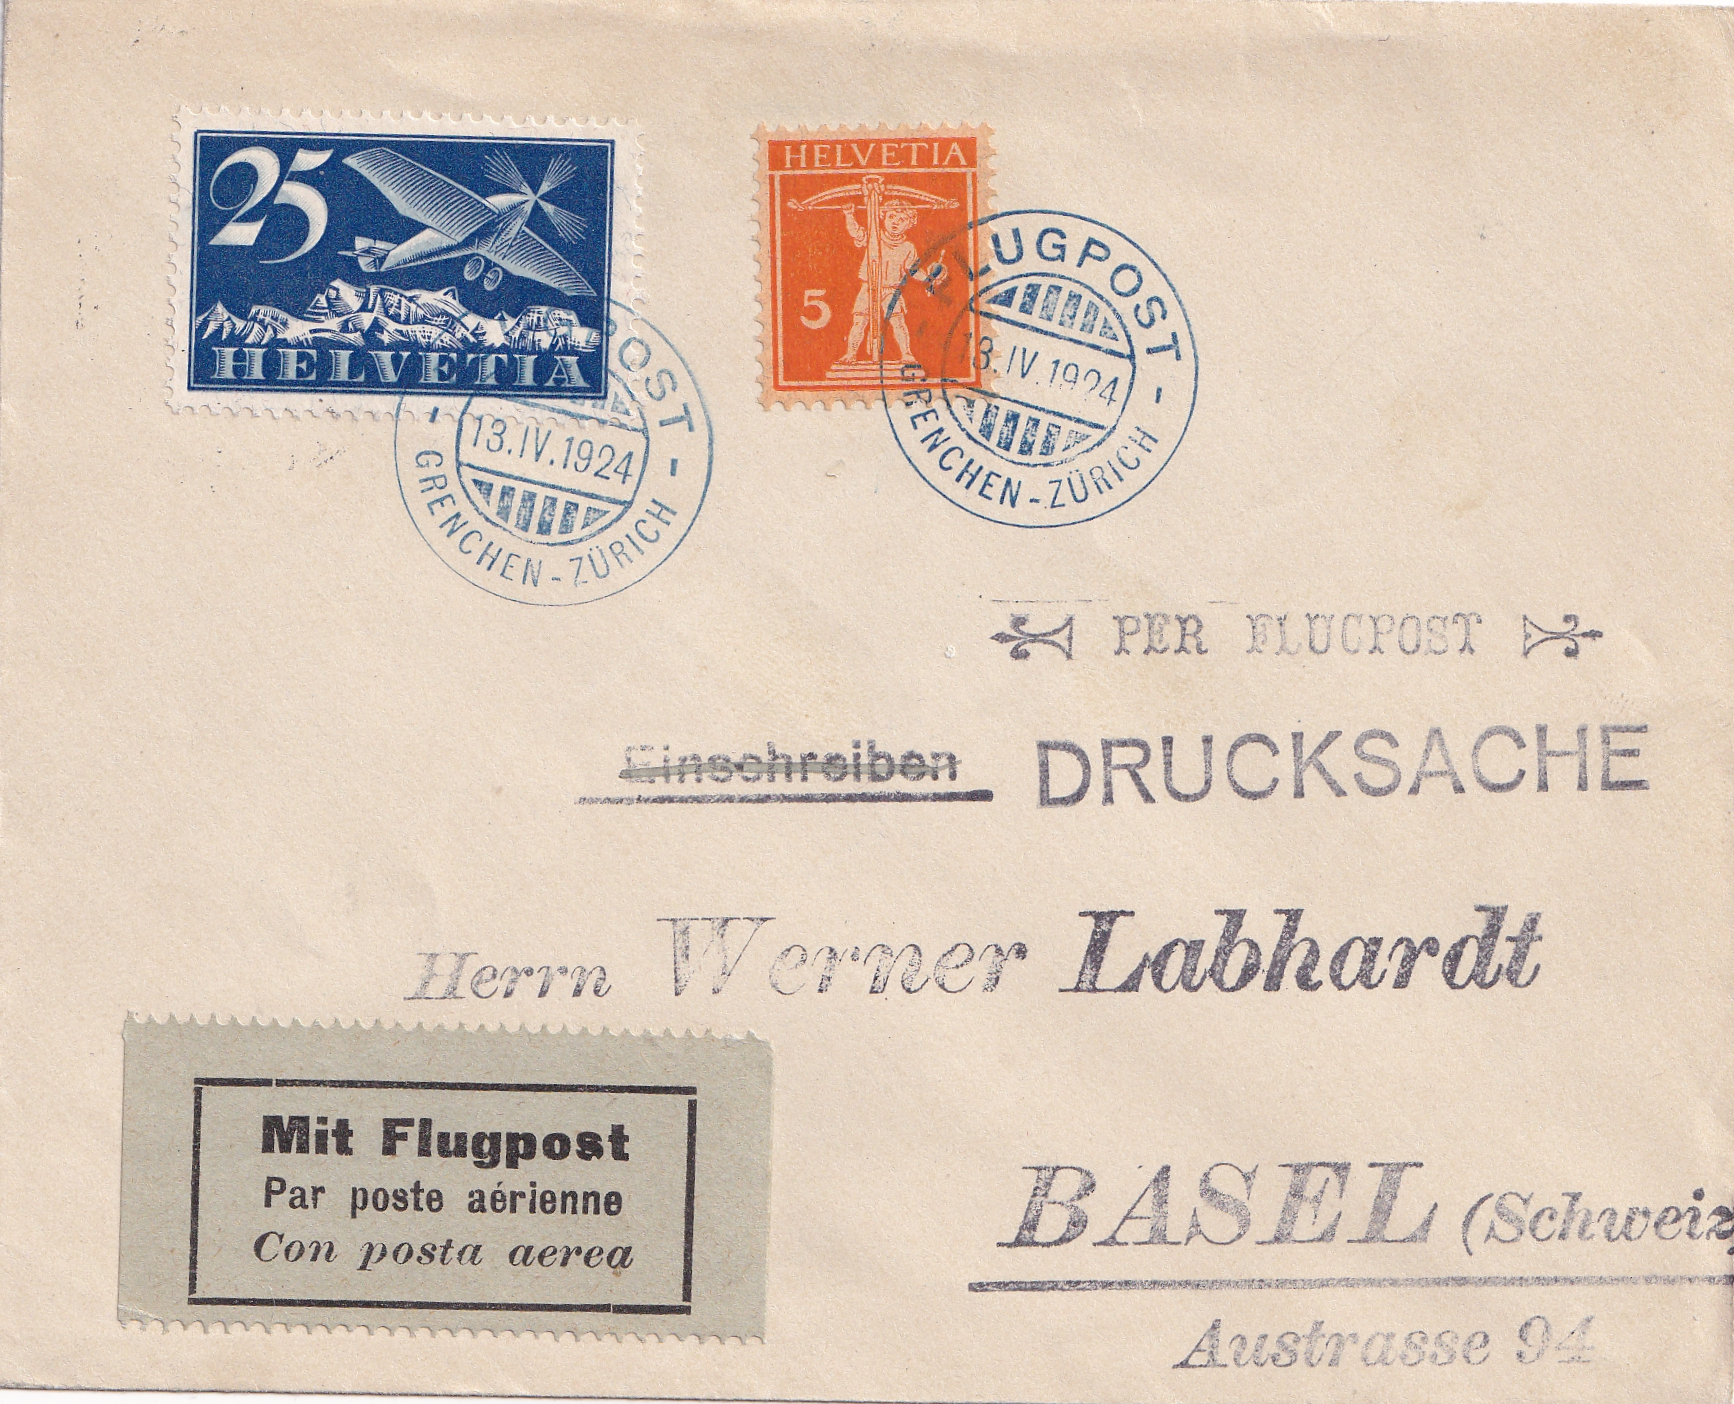 25
HELVETIA
HELVETIA
5
FLUGPOST
13.IV.1924
GRENCHEN-ZÜRICH
POST
13.IV.1924
GRENCHEN-ZÜRICH
PER FLUGPOST
Einschreiben DRUCKSACHE
Herrn Werner Labhardt
Mit Flugpost
Par poste aérienne
Con posta aerea
BASEL (Schweiz)
Austrasse 94